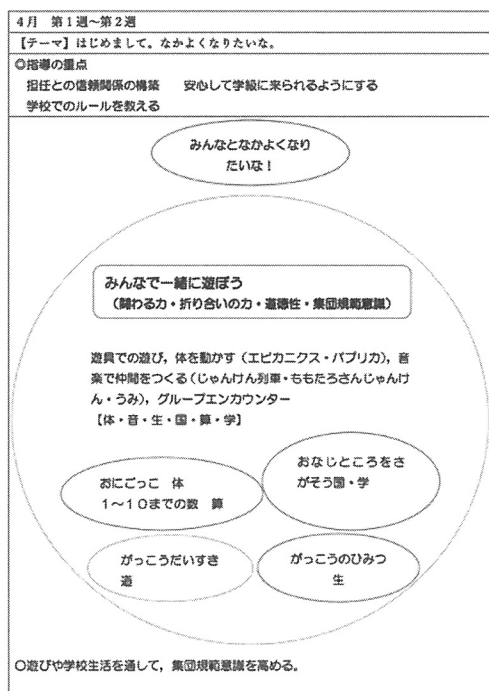 4月　第1週～第2週
【テーマ】はじめまして。なかよくなりたいな。
◎指導の重点
担任との信頼関係の構築　　安心して学級に来られるようにする
学校でのルールを教える
みんなとなかよくなり
たいな！
みんなで一緒に遊ぼう
（関わる力・折り合いの力・道徳性・集団規範意識）
遊具での遊び，体を動かす（エビカニクス・パプリカ），音
楽で仲間をつくる（じゃんけん列車・ももたろさんじゃんけ
ん・うみ），グループエンカウンター
【体・音・生・国・算・学】
おにごっこ　体
1～10までの数　算
おなじところをさ
がそう国・学
がっこうだいすき
道
がっこうのひみつ
生
○遊びや学校生活を通して，集団規範意識を高める。